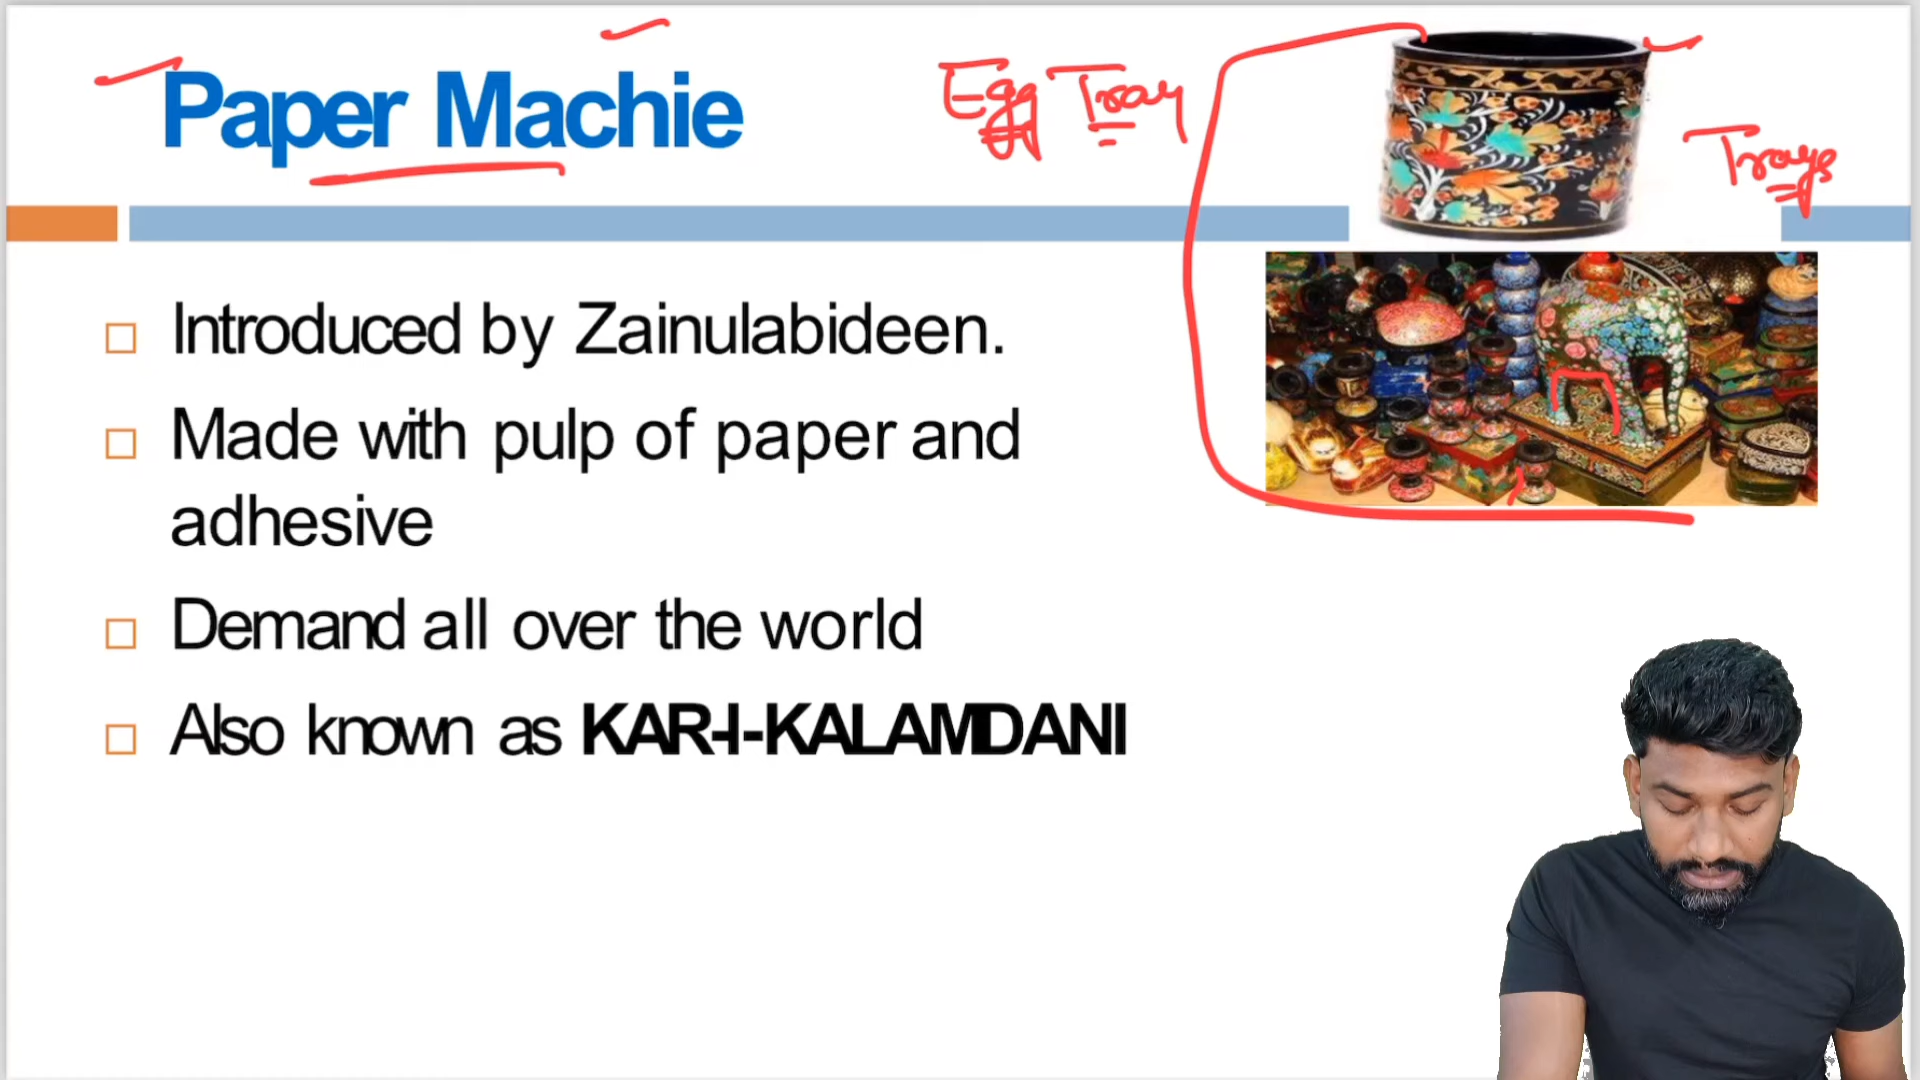 Paper Machie
Egg Tray
Trays
Introduced by Zainulabideen.
Made with pulp of paper and
adhesive
Demand all over the world
Also known as KAR-I-KALAMDANI